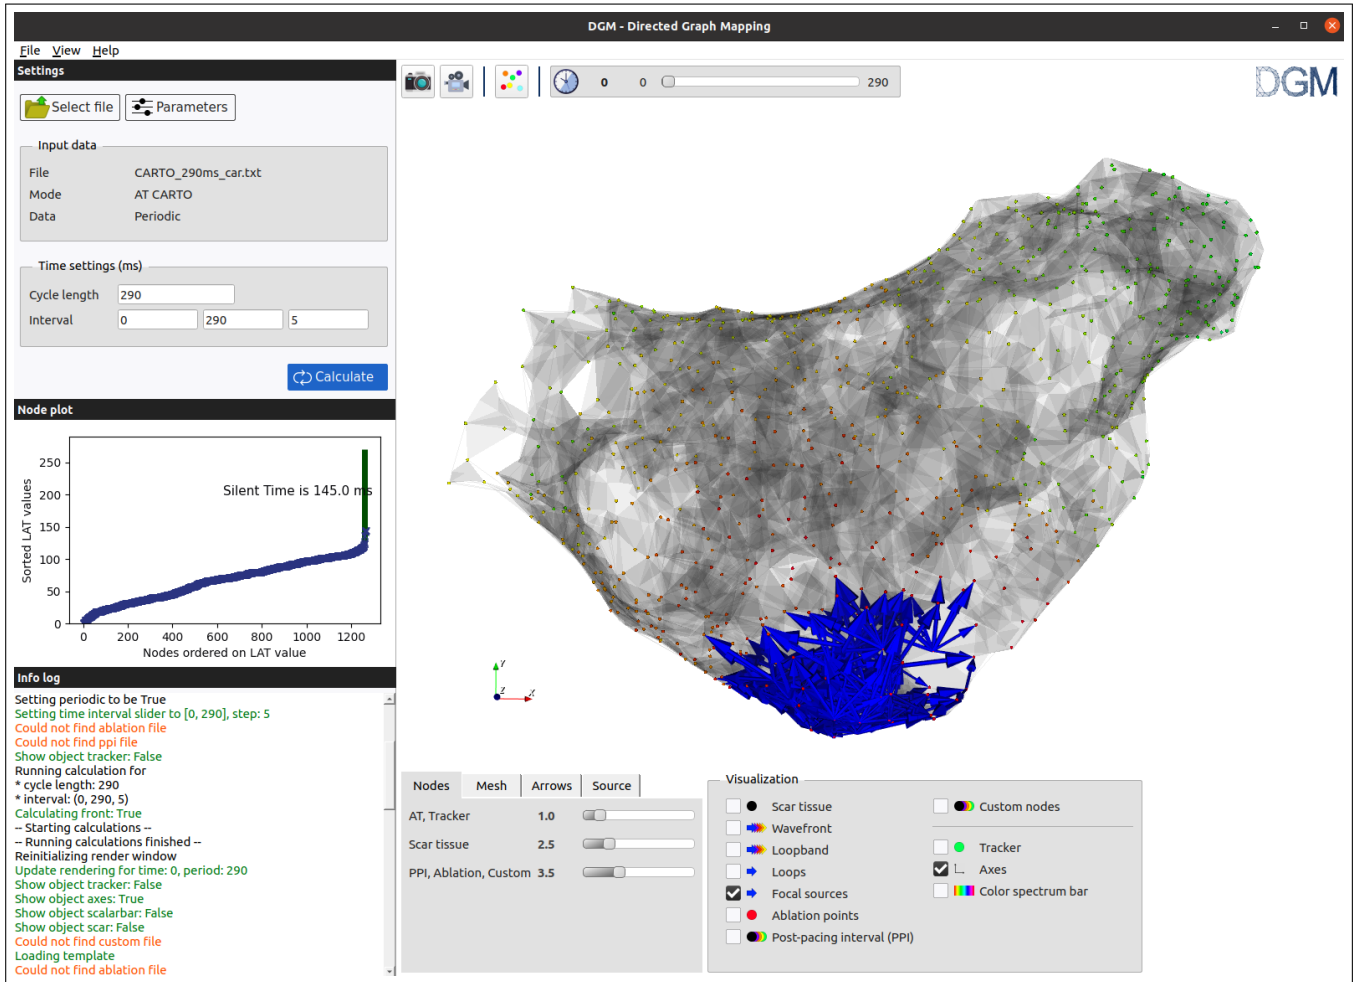 DGM - Directed Graph Mapping
File View Help
Settings
Select file Parameters
0 0 290
DGM
Input data
File CARTO_290ms_car.txt
Mode AT CARTO
Data Periodic
Time settings (ms)
Cycle length 290
Interval 0 290 5
Calculate
Node plot
Silent Time is 145.0 ms
Sorted LAT values
250
200
150
100
50
0
0 200 400 600 800 1000 1200
Nodes ordered on LAT value
Info log
Setting periodic to be True
Setting time interval slider to [0, 290], step: 5
Could not find ablation file
Could not find ppi file
Show object tracker: False
Running calculation for
* cycle length: 290
* interval: (0, 290, 5)
Calculating front: True
-- Starting calculations --
-- Running calculations finished --
Reinitializing render window
Update rendering for time: 0, period: 290
Show object tracker: False
Show object axes: True
Show object scalarbar: False
Show object scar: False
Could not find custom file
Loading template
Could not find ablation file
Y
Z
X
Nodes Mesh Arrows Source
AT, Tracker 1.0
Scar tissue 2.5
PPI, Ablation, Custom 3.5
Visualization
Scar tissue
Wavefront
Loopband
Loops
Focal sources
Ablation points
Post-pacing interval (PPI)
Custom nodes
Tracker
Axes
Color spectrum bar